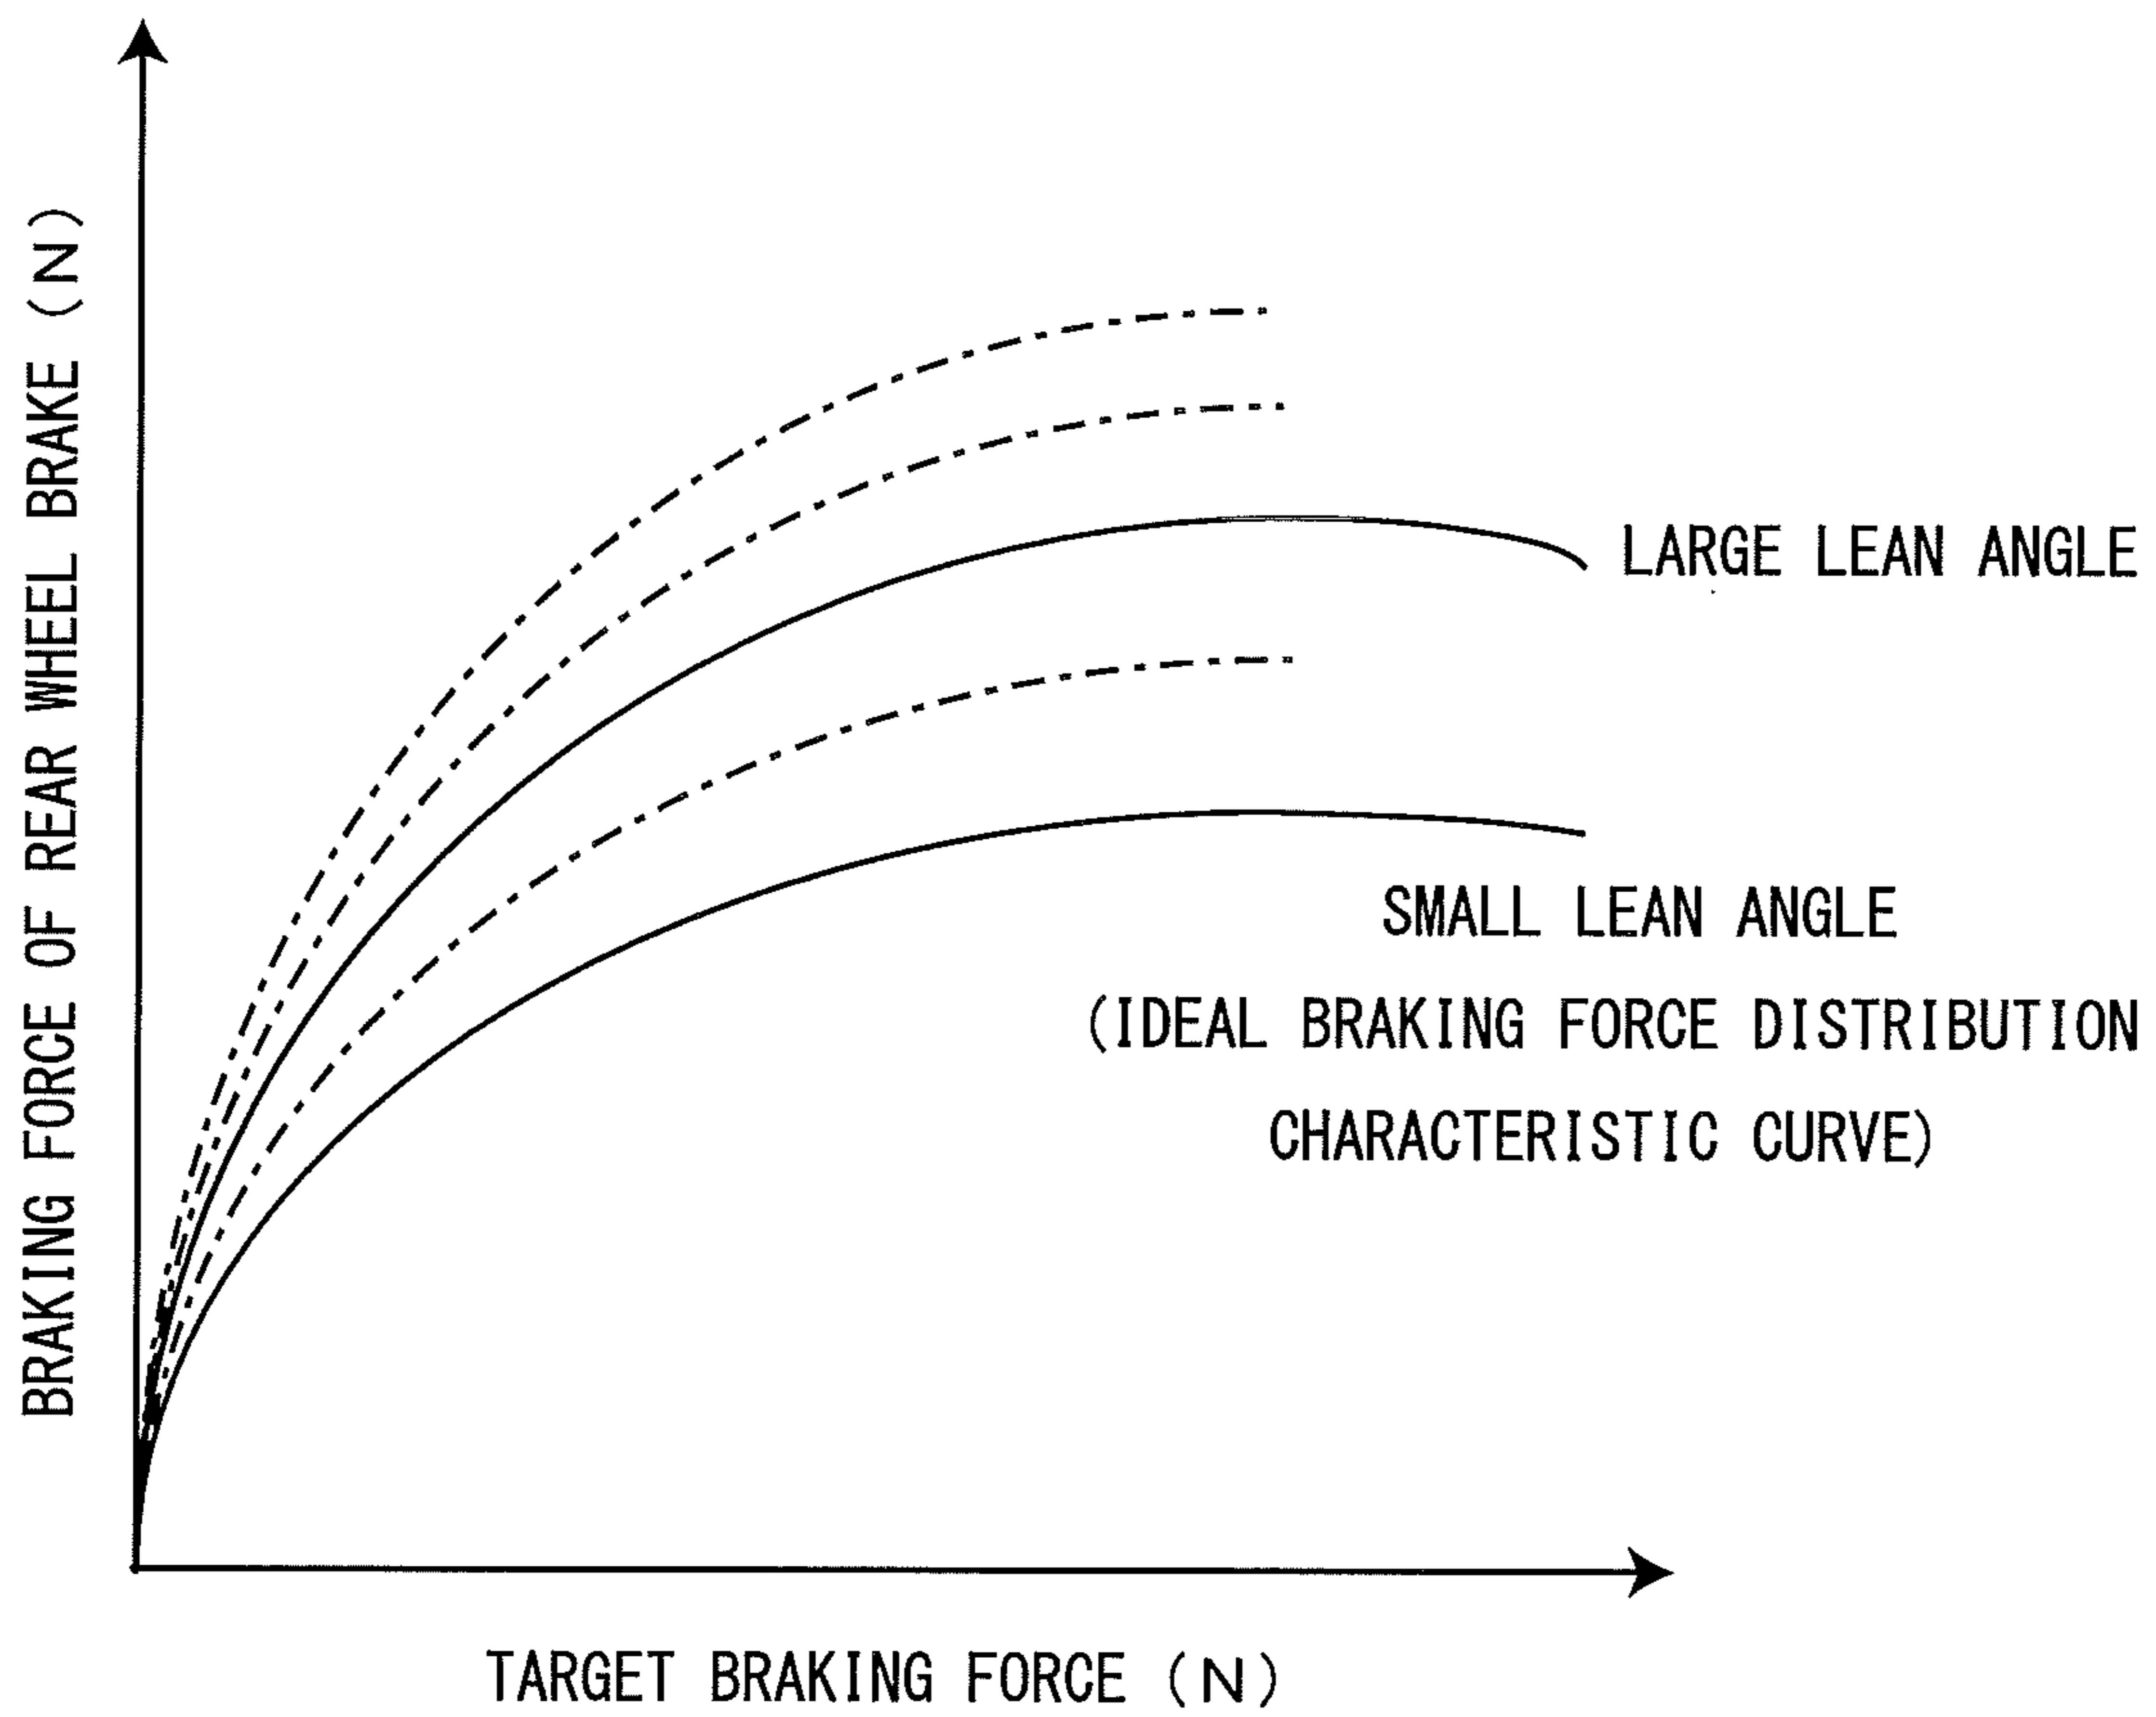 BRAKING FORCE OF REAR WHEEL BRAKE (N)
LARGE LEAN ANGLE
SMALL LEAN ANGLE
(IDEAL BRAKING FORCE DISTRIBUTION
CHARACTERISTIC CURVE)
TARGET BRAKING FORCE (N)